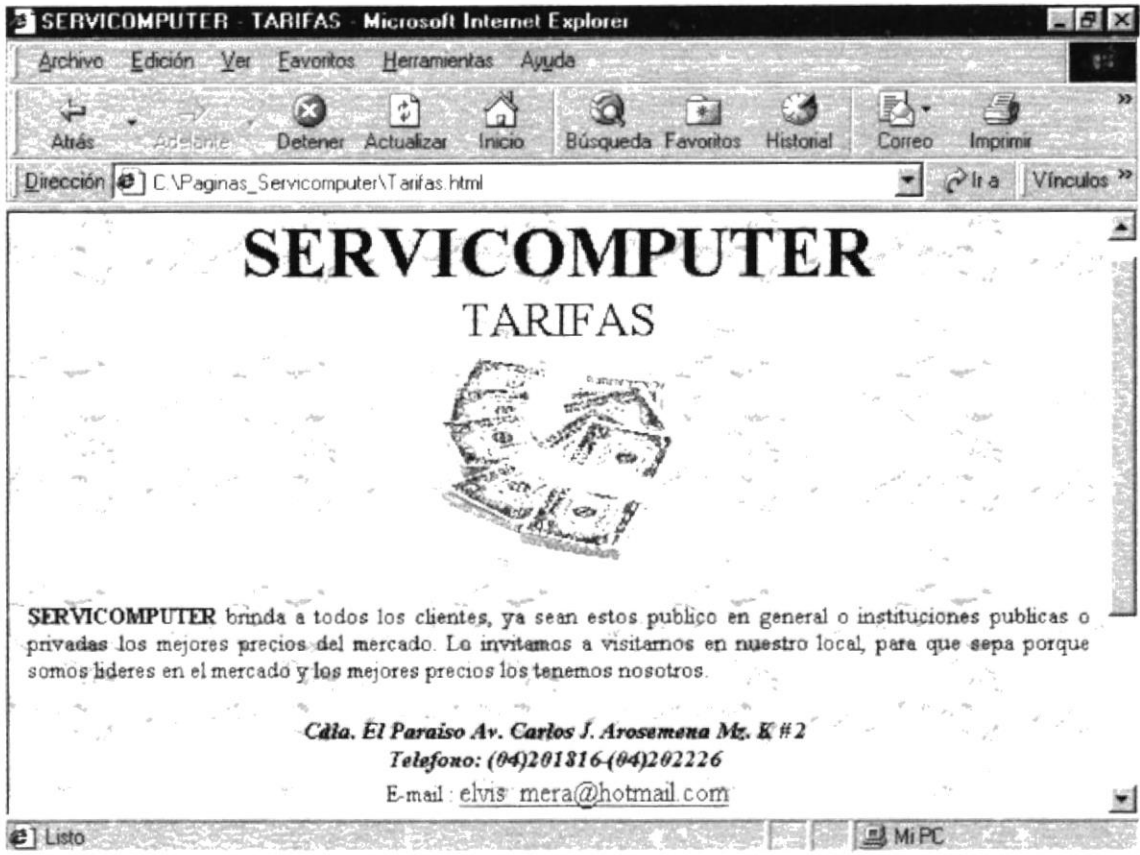 SERVICOMPUTER - TARIFAS - Microsoft Internet Explorer
Archivo Edición Ver Favoritos Herramientas Ayuda
Atrás Adelante Detener Actualizar Inicio Búsqueda Favoritos Historial Correo Imprimir
Dirección C:\Paginas_Servicomputer\Tarifas.html Ir a Vínculos
SERVICOMPUTER
TARIFAS
SERVICOMPUTER brinda a todos los clientes, ya sean estos publico en general o instituciones publicas o
privadas los mejores precios del mercado. Lo invitamos a visitarnos en nuestro local, para que sepa porque
somos lideres en el mercado y los mejores precios los tenemos nosotros.
Cdla. El Paraiso Av. Carlos J. Arosemena Mz. K # 2
Telefono: (04)201816-(04)202226
E-mail : elvis_mera@hotmail.com
Listo Mi PC